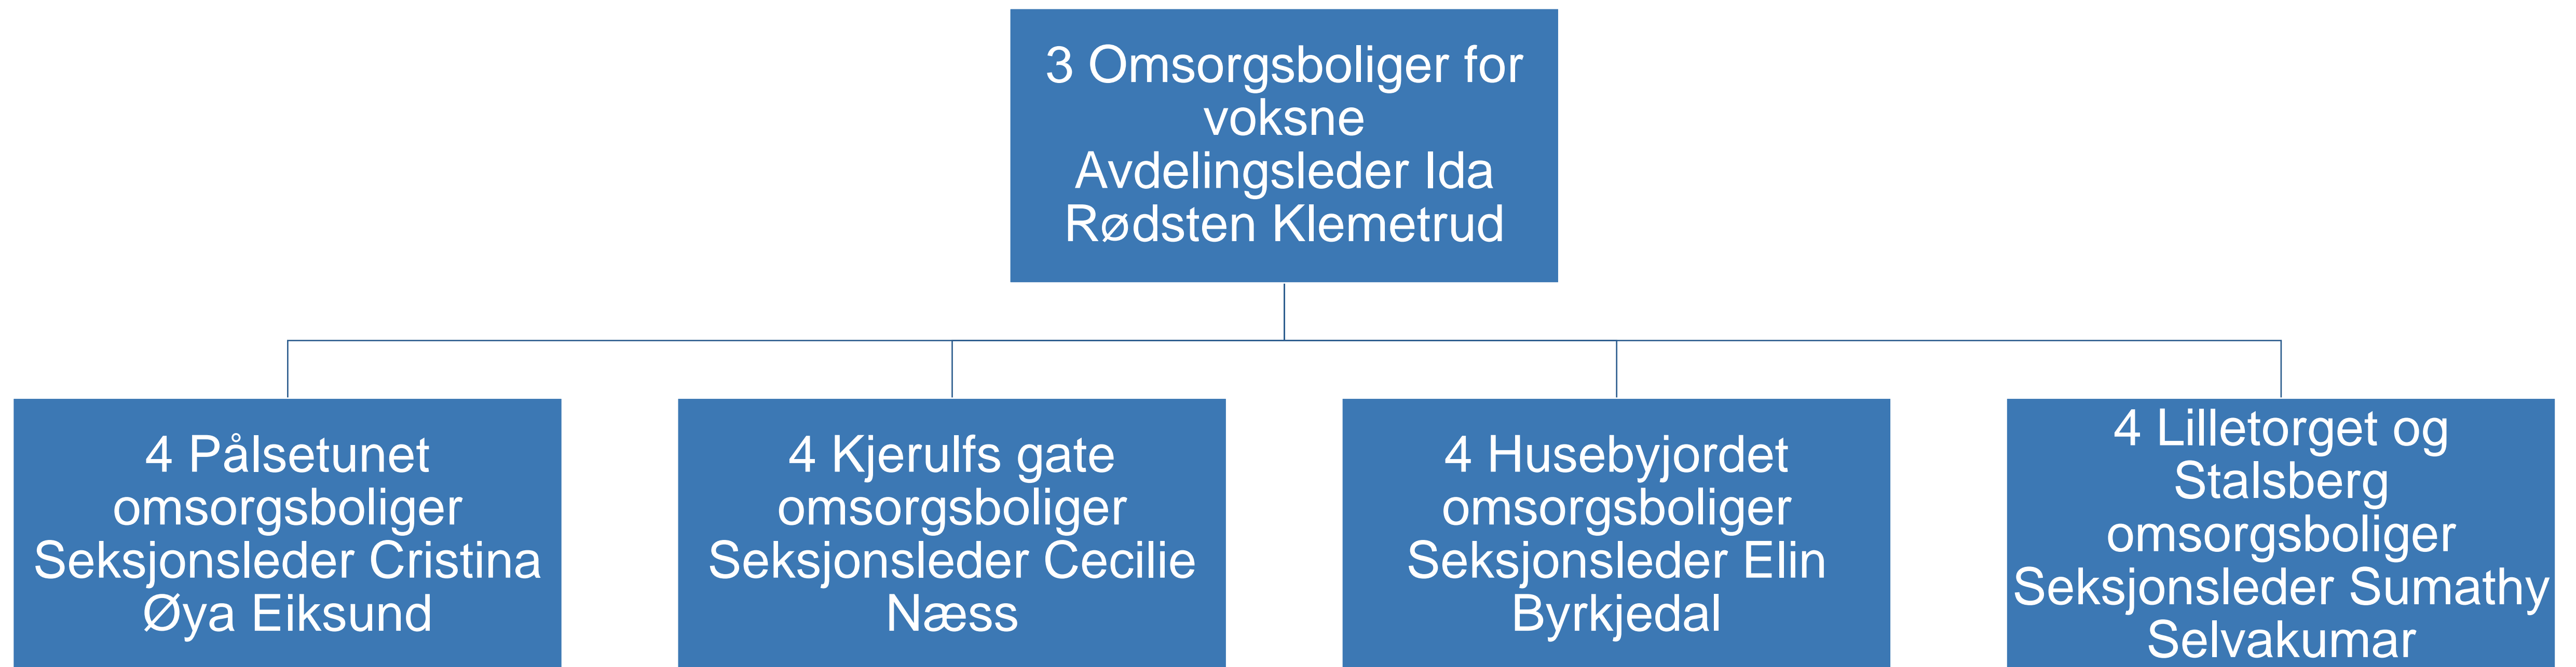 3 Omsorgsboliger for
voksne
Avdelingsleder Ida
Rødsten Klemetrud
4 Pålsetunet
omsorgsboliger
Seksjonsleder Cristina
Øya Eiksund
4 Kjerulfs gate
omsorgsboliger
Seksjonsleder Cecilie
Næss
4 Husebyjordet
omsorgsboliger
Seksjonsleder Elin
Byrkjedal
4 Lilletorget og
Stalsberg
omsorgsboliger
Seksjonsleder Sumathy
Selvakumar